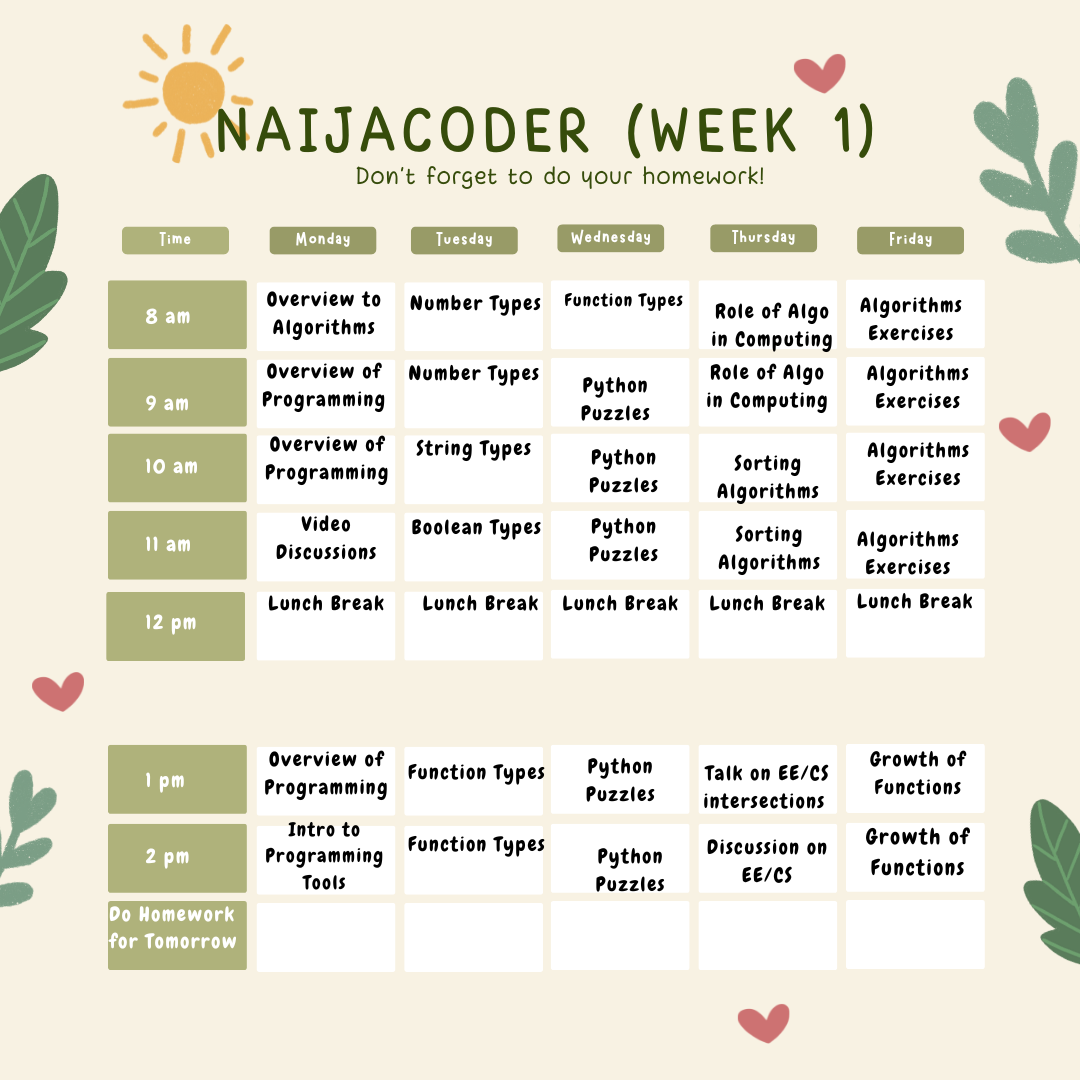 NAIJACODER (WEEK 1)
Don't forget to do your homework!
Time
Monday
Tuesday
Wednesday
Thursday
Friday
8 am
Overview to
Algorithms
Number Types
Function Types
Role of Algo
in Computing
Algorithms
Exercises
9 am
Overview of
Programming
Number Types
Python
Puzzles
Role of Algo
in Computing
Algorithms
Exercises
10 am
Overview of
Programming
String Types
Python
Puzzles
Sorting
Algorithms
Algorithms
Exercises
11 am
Video
Discussions
Boolean Types
Python
Puzzles
Sorting
Algorithms
Algorithms
Exercises
12 pm
Lunch Break
Lunch Break
Lunch Break
Lunch Break
Lunch Break
1 pm
Overview of
Programming
Function Types
Python
Puzzles
Talk on EE/CS
intersections
Growth of
Functions
2 pm
Intro to
Programming
Tools
Function Types
Python
Puzzles
Discussion on
EE/CS
Growth of
Functions
Do Homework
for Tomorrow